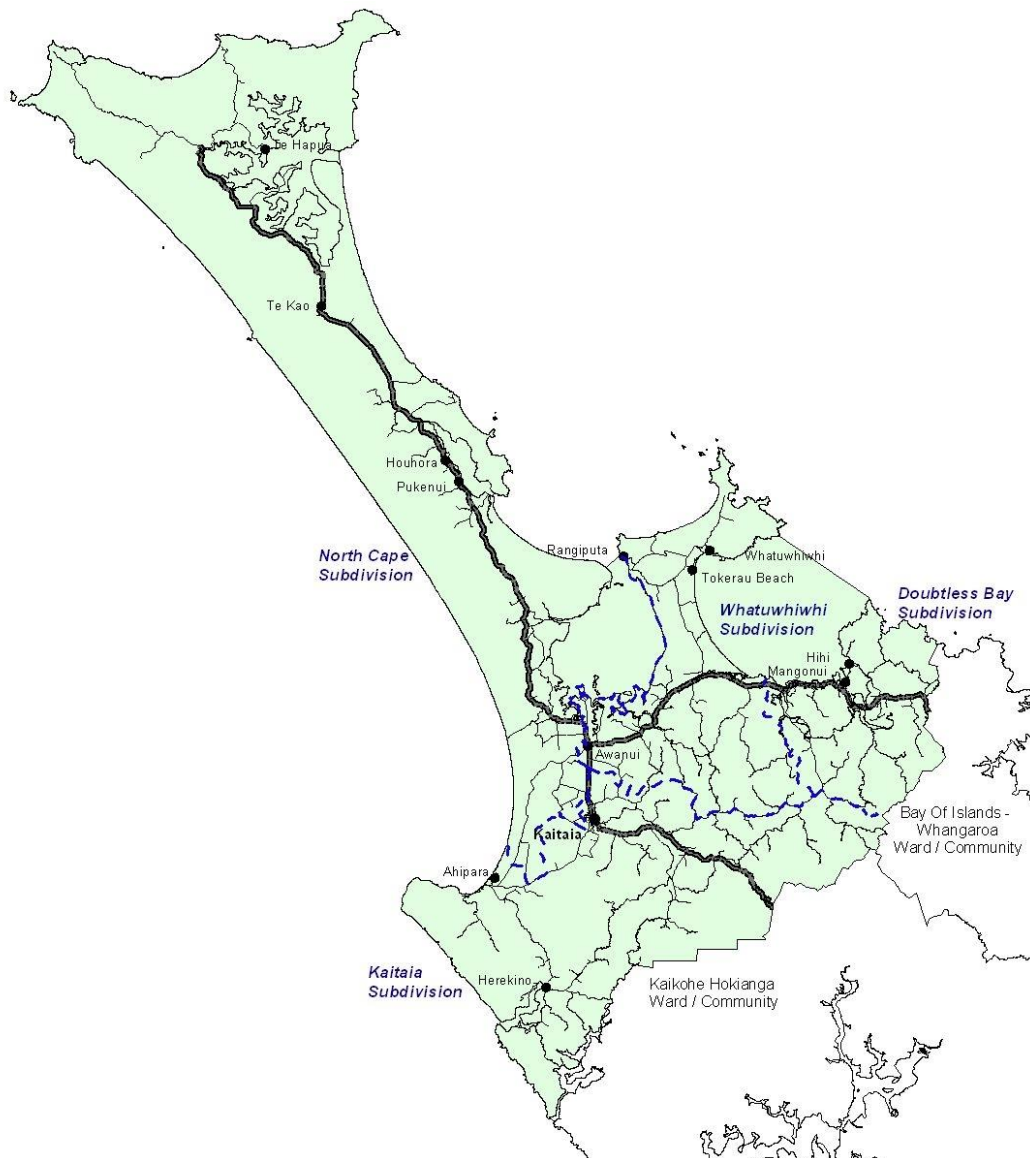 Te Hapua
Te Kao
Houhora
Pukenui
North Cape
Subdivision
Rangiputa
Whatuwhiwhi
Tokerau Beach
Whatuwhiwhi
Subdivision
Doubtless Bay
Subdivision
Hihi
Mangonui
Awanui
Kaitaia
Bay Of Islands -
Whangaroa
Ward / Community
Ahipara
Kaitaia
Subdivision
Herekino
Kaikohe Hokianga
Ward / Community